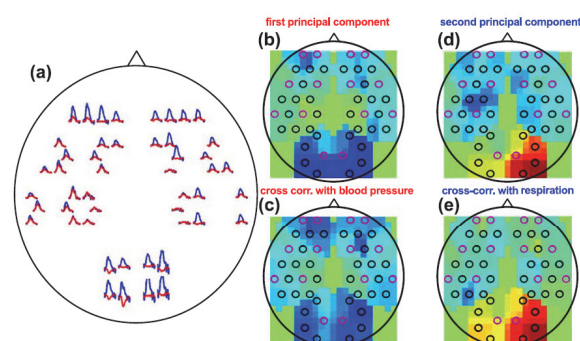 first principal component
second principal component
(a)
(b)
(d)
cross corr. with blood pressure
cross-corr. with respiration
(c)
(e)